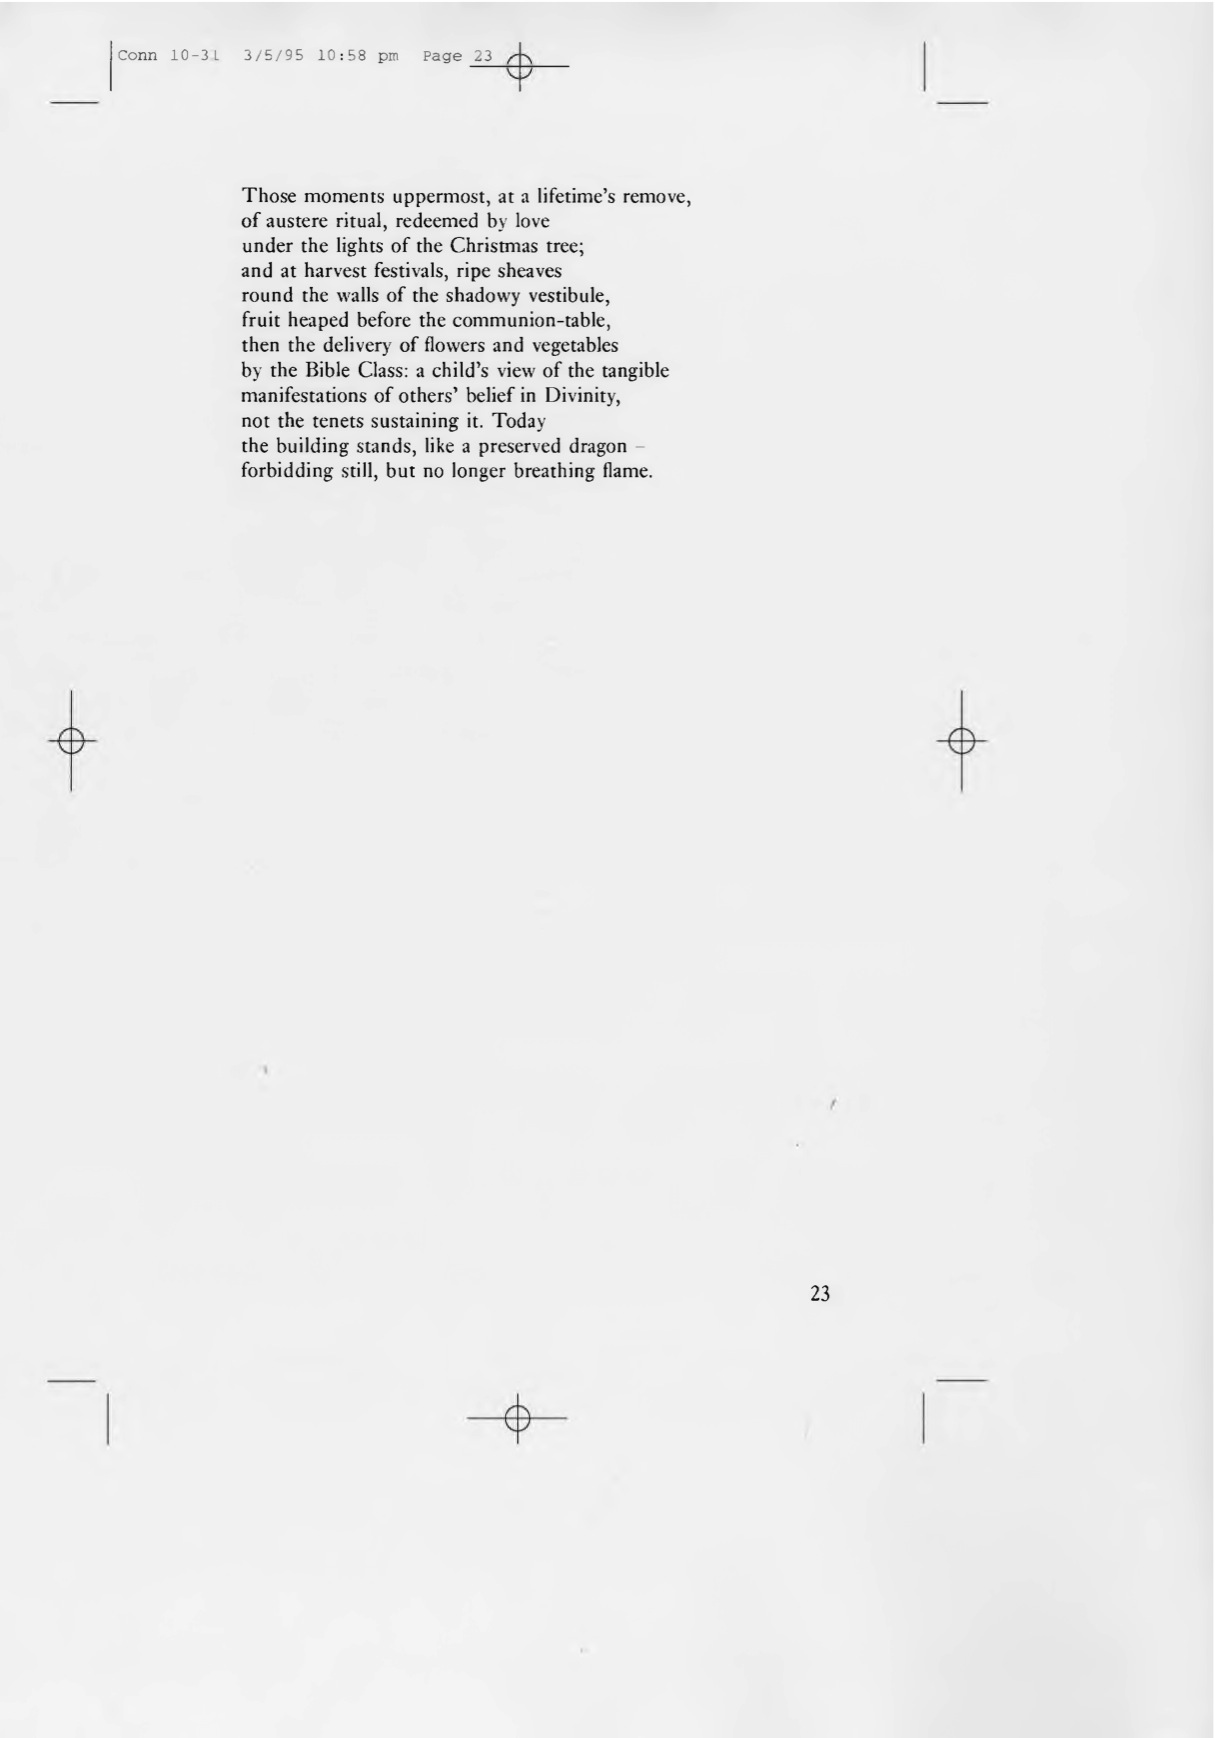 Conn 10-31 3/5/95 10:58 pm Page 23
Those moments uppermost, at a lifetime’s remove,
of austere ritual, redeemed by love
under the lights of the Christmas tree;
and at harvest festivals, ripe sheaves
round the walls of the shadowy vestibule,
fruit heaped before the communion-table,
then the delivery of flowers and vegetables
by the Bible Class: a child’s view of the tangible
manifestations of others’ belief in Divinity,
not the tenets sustaining it. Today
the building stands, like a preserved dragon –
forbidding still, but no longer breathing flame.
23